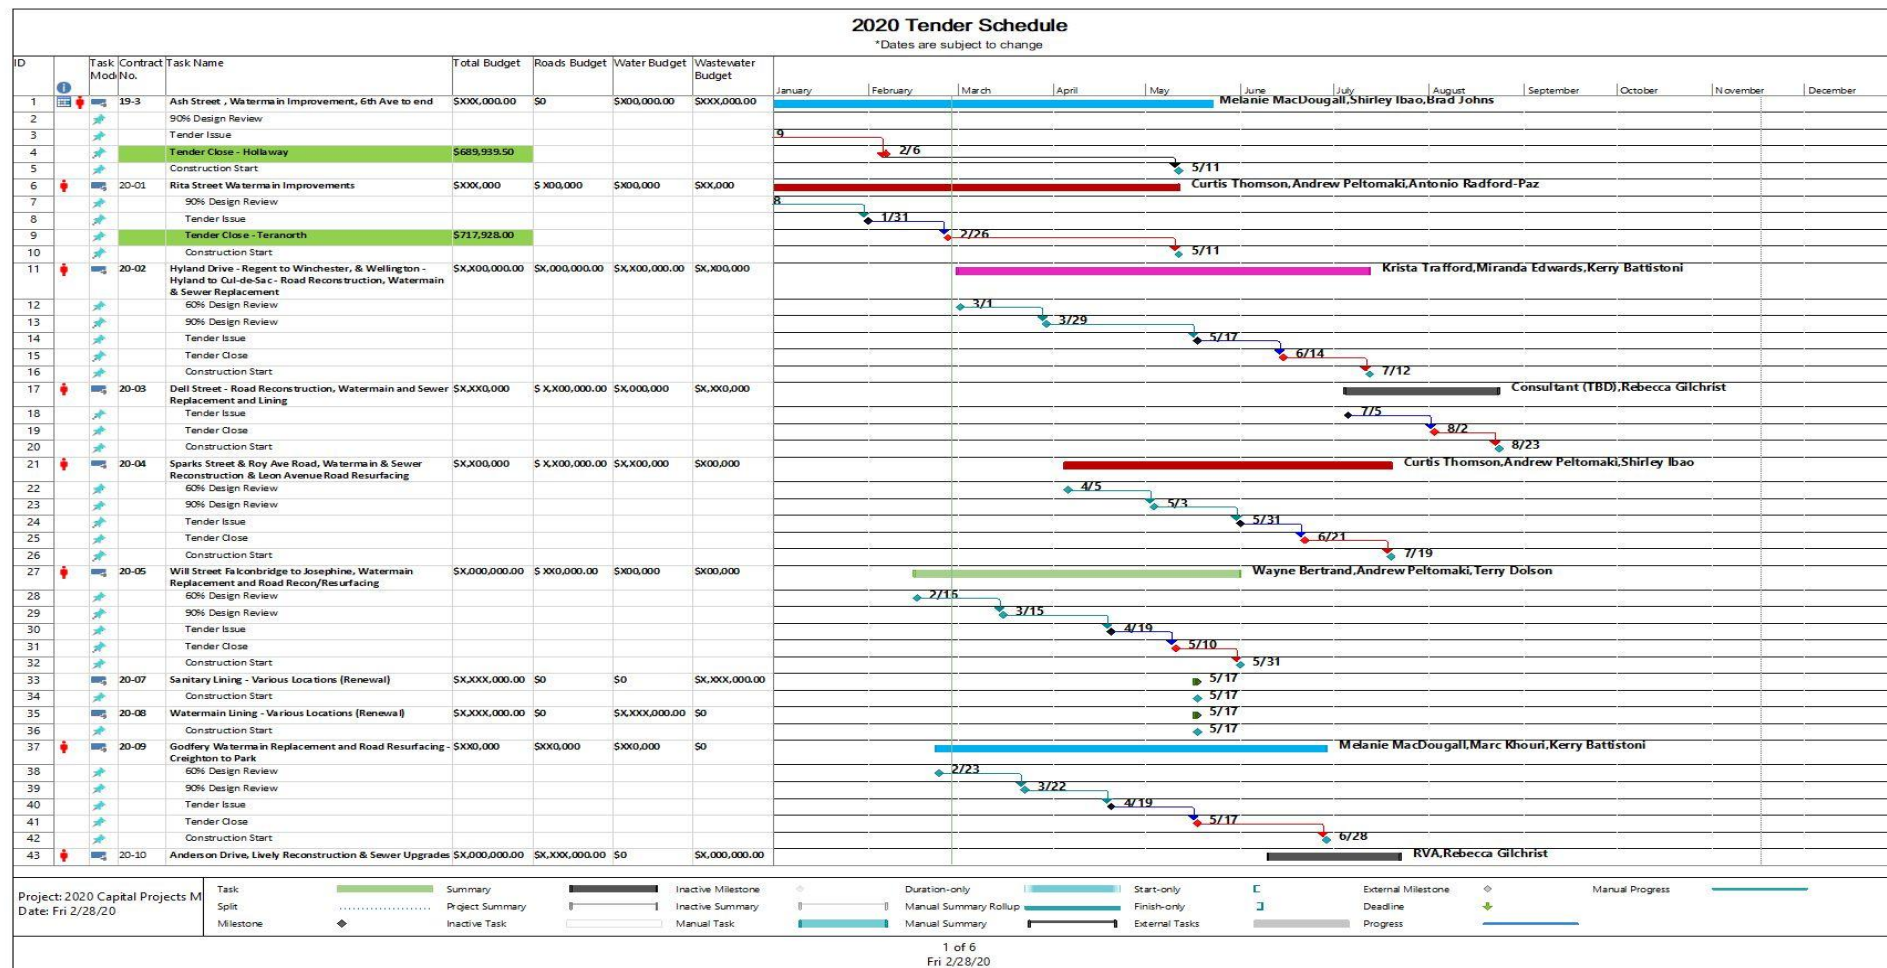 2020 Tender Schedule
*Dates are subject to change
ID Task Contract Task Name Total Budget Roads Budget Water Budget Wastewater
Mod No. Budget
January February March April May June July August September October November December
1 19-3 Ash Street , Watermain Improvement, 6th Ave to end $XXX,000.00 $0 $X00,000.00 $XXX,000.00 Melanie MacDougall,Shirley Ibao,Brad Johns
2 90% Design Review
3 Tender Issue 9
4 Tender Close - Hollaway $689,939.50 2/6
5 Construction Start 5/11
6 20-01 Rita Street Watermain Improvements $XXX,000 $ X00,000 $X00,000 $XX,000 Curtis Thomson,Andrew Peltomaki,Antonio Radford-Paz
7 90% Design Review 8
8 Tender Issue 1/31
9 Tender Close - Teranorth $717,928.00 2/26
10 Construction Start 5/11
11 20-02 Hyland Drive - Regent to Winchester, & Wellington - $X,X00,000.00 $X,000,000.00 $X,X00,000.00 $X,X00,000 Krista Trafford,Miranda Edwards,Kerry Battistoni
Hyland to Cul-de-Sac - Road Reconstruction, Watermain
& Sewer Replacement
12 60% Design Review 3/1
13 90% Design Review 3/29
14 Tender Issue 5/17
15 Tender Close 6/14
16 Construction Start 7/12
17 20-03 Dell Street - Road Reconstruction, Watermain and Sewer $X,XX0,000 $ X,X00,000.00 $X,000,000 $X,XX0,000 Consultant (TBD),Rebecca Gilchrist
Replacement and Lining
18 Tender Issue 7/5
19 Tender Close 8/2
20 Construction Start 8/23
21 20-04 Sparks Street & Roy Ave Road, Watermain & Sewer $X,X00,000 $ X,X00,000.00 $X,X00,000 $X00,000 Curtis Thomson,Andrew Peltomaki,Shirley Ibao
Reconstruction & Leon Avenue Road Resurfacing
22 60% Design Review 4/5
23 90% Design Review 5/3
24 Tender Issue 5/31
25 Tender Close 6/21
26 Construction Start 7/19
27 20-05 Will Street Falconbridge to Josephine, Watermain $X,000,000.00 $ XX0,000.00 $X00,000 $X00,000 Wayne Bertrand,Andrew Peltomaki,Terry Dolson
Replacement and Road Recon/Resurfacing
28 60% Design Review 2/16
29 90% Design Review 3/15
30 Tender Issue 4/19
31 Tender Close 5/10
32 Construction Start 5/31
33 20-07 Sanitary Lining - Various Locations (Renewal) $X,XXX,000.00 $0 $0 $X,XXX,000.00 5/17
34 Construction Start 5/17
35 20-08 Watermain Lining - Various Locations (Renewal) $X,XXX,000.00 $0 $X,XXX,000.00 $0 5/17
36 Construction Start 5/17
37 20-09 Godfery Watermain Replacement and Road Resurfacing - $XX0,000 $XX0,000 $XX0,000 $0 Melanie MacDougall,Marc Khouri,Kerry Battistoni
Creighton to Park
38 60% Design Review 2/23
39 90% Design Review 3/22
40 Tender Issue 4/19
41 Tender Close 5/17
42 Construction Start 6/28
43 20-10 Anderson Drive, Lively Reconstruction & Sewer Upgrades $X,000,000.00 $X,XXX,000.00 $0 $X,000,000.00 RVA,Rebecca Gilchrist
Project: 2020 Capital Projects M
Date: Fri 2/28/20
Task Summary Inactive Milestone Duration-only Start-only External Milestone Manual Progress
Split Project Summary Inactive Summary Manual Summary Rollup Finish-only Deadline
Milestone Inactive Task Manual Task Manual Summary External Tasks Progress
1 of 6
Fri 2/28/20